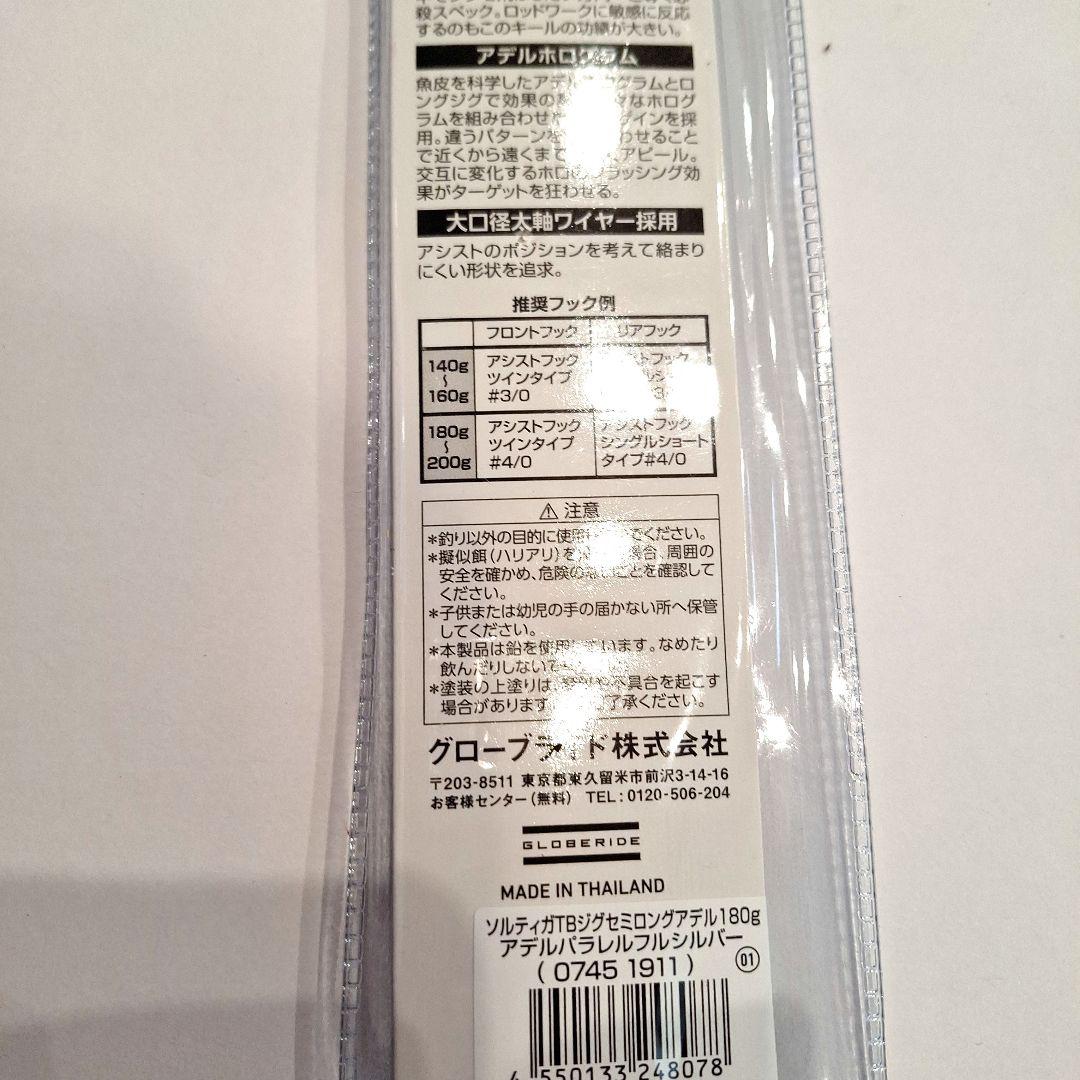 殺スペック。ロッドワークに敏感に反応
するのもこのキールの功績が大きい。
アデルホログラム
魚皮を科学したアデル グラムとロ
ングジグで効果の なホログ
ラムを組み合わせ インを採
用。違うパターンを わせること
で近くから遠くまで アピール。
交互に変化するホロ ラッシング効
果がターゲットを狂わせる。
大口径太軸ワイヤー採用
アシストのポジションを考えて絡まり
にくい形状を追求。
推奨フック例
フロントフック リアフック
140g~160g アシストフック ツインタイプ #3/0 フック
180g~200g アシストフック ツインタイプ #4/0 アシストフック シングルショート タイプ#4/0
⚠ 注意
*釣り以外の目的に使用 ください。
*擬似餌(ハリアリ)を 場合、周囲の
安全を確かめ、危険の ことを確認して
ください。
*子供または幼児の手の届かない所へ保管
してください。
*本製品は鉛を使用 います。なめたり
飲んだりしないで
*塗装の上塗りは、 不具合を起こす
場合があります 了承ください。
グローブライド株式会社
〒203-8511 東京都東久留米市前沢3-14-16
お客様センター(無料) TEL:0120-506-204
GLOBERIDE
MADE IN THAILAND
ソルティガTBジグセミロングアデル180g
アデルパラレルフルシルバー
(0745 1911) 01
4 550133 248078